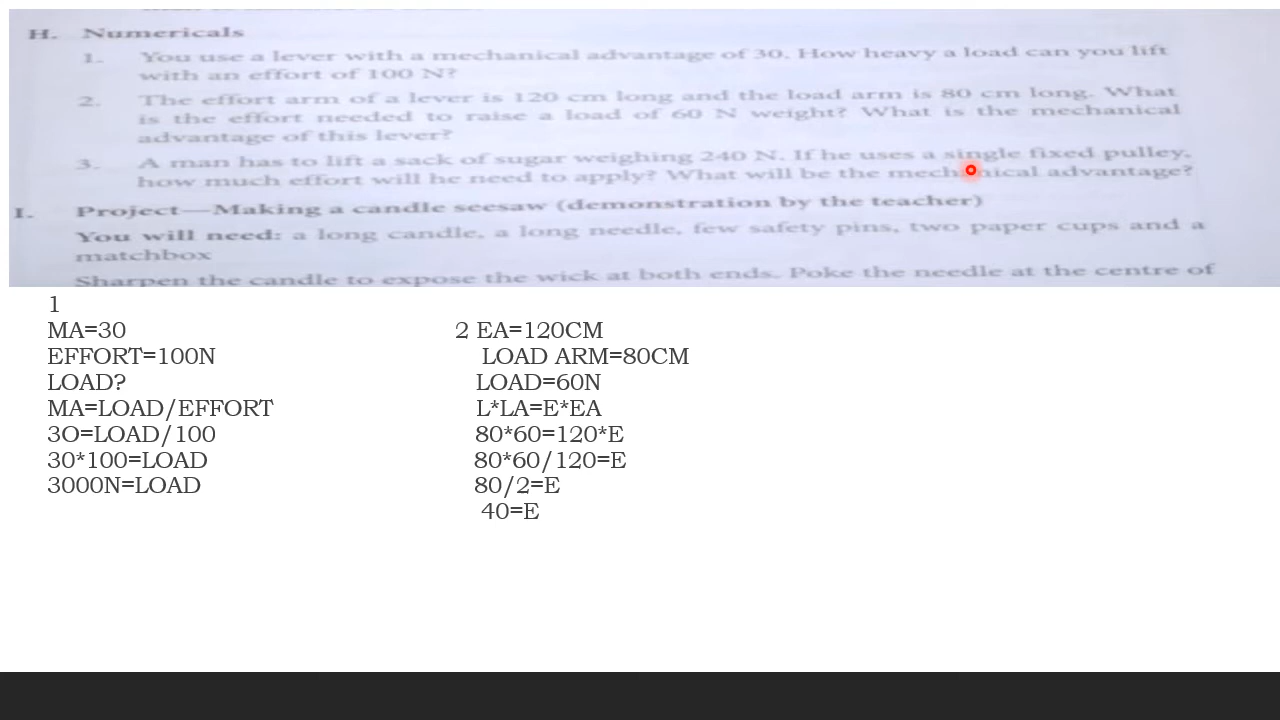 H. Numericals
1. You use a lever with a mechanical advantage of 30. How heavy a load can you lift
with an effort of 100 N?
2. The effort arm of a lever is 120 cm long and the load arm is 80 cm long. What
is the effort needed to raise a load of 60 N weight? What is the mechanical
advantage of this lever?
3. A man has to lift a sack of sugar weighing 240 N. If he uses a single fixed pulley,
how much effort will he need to apply? What will be the mechanical advantage?
I. Project—Making a candle seesaw (demonstration by the teacher)
You will need: a long candle, a long needle, few safety pins, two paper cups and a
matchbox
Sharpen the candle to expose the wick at both ends. Poke the needle at the centre of
1
MA=30
EFFORT=100N
LOAD?
MA=LOAD/EFFORT
3O=LOAD/100
30*100=LOAD
3000N=LOAD
2 EA=120CM
LOAD ARM=80CM
LOAD=60N
L*LA=E*EA
80*60=120*E
80*60/120=E
80/2=E
40=E